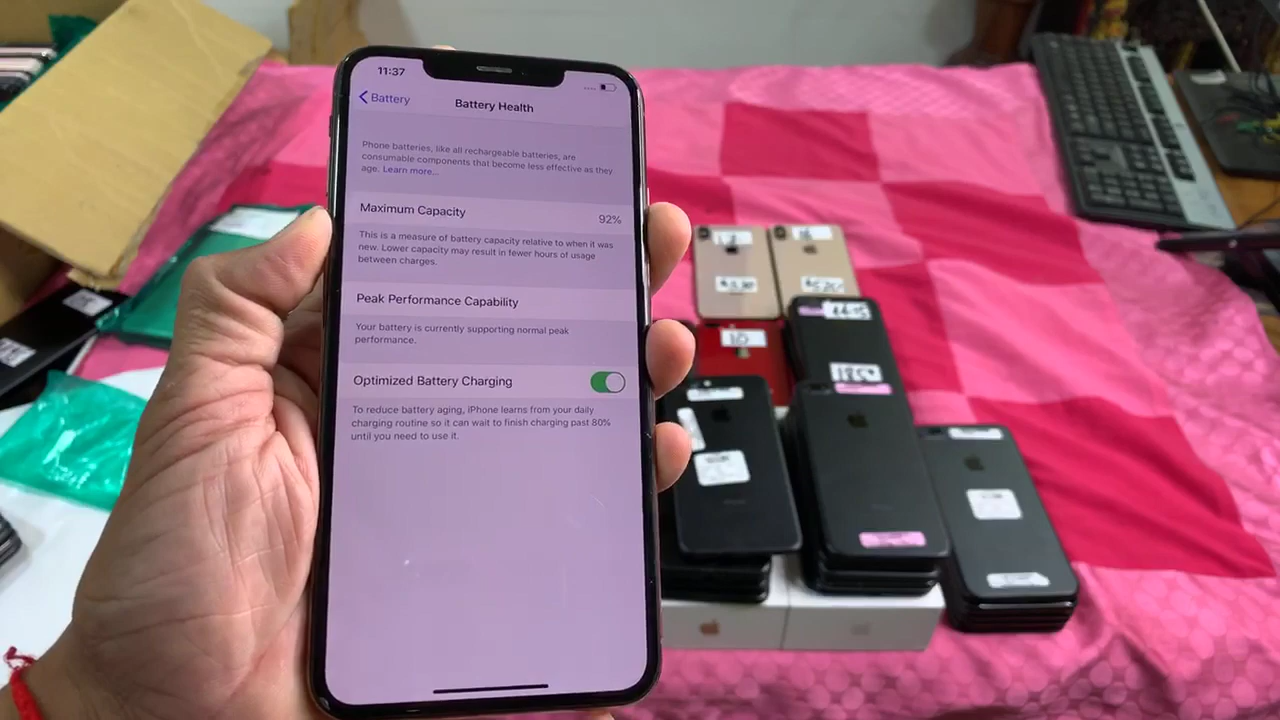 11:37
Battery
Battery Health
Phone batteries, like all rechargeable batteries, are
consumable components that become less effective as they
age. Learn more...
Maximum Capacity
92%
This is a measure of battery capacity relative to when it was
new. Lower capacity may result in fewer hours of usage
between charges.
Peak Performance Capability
Your battery is currently supporting normal peak
performance.
Optimized Battery Charging
To reduce battery aging, iPhone learns from your daily
charging routine so it can wait to finish charging past 80%
until you need to use it.
10